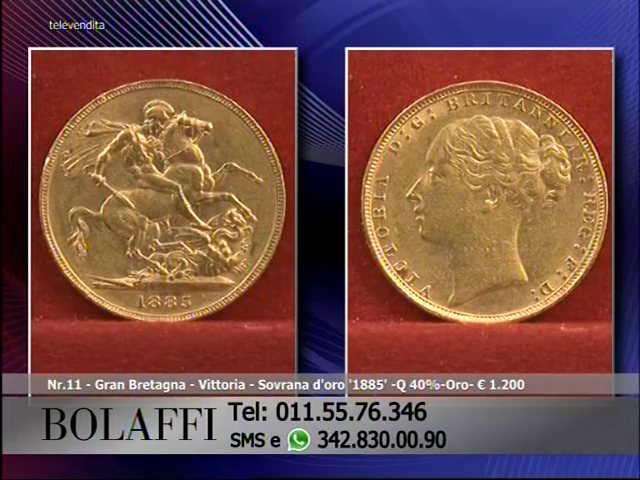 televendita
1885
VICTORIA D:G: BRITANNIAR: REG: F: D:
Nr.11 - Gran Bretagna - Vittoria - Sovrana d'oro '1885' -Q 40%-Oro- € 1.200
BOLAFFI
Tel: 011.55.76.346
SMS e 342.830.00.90